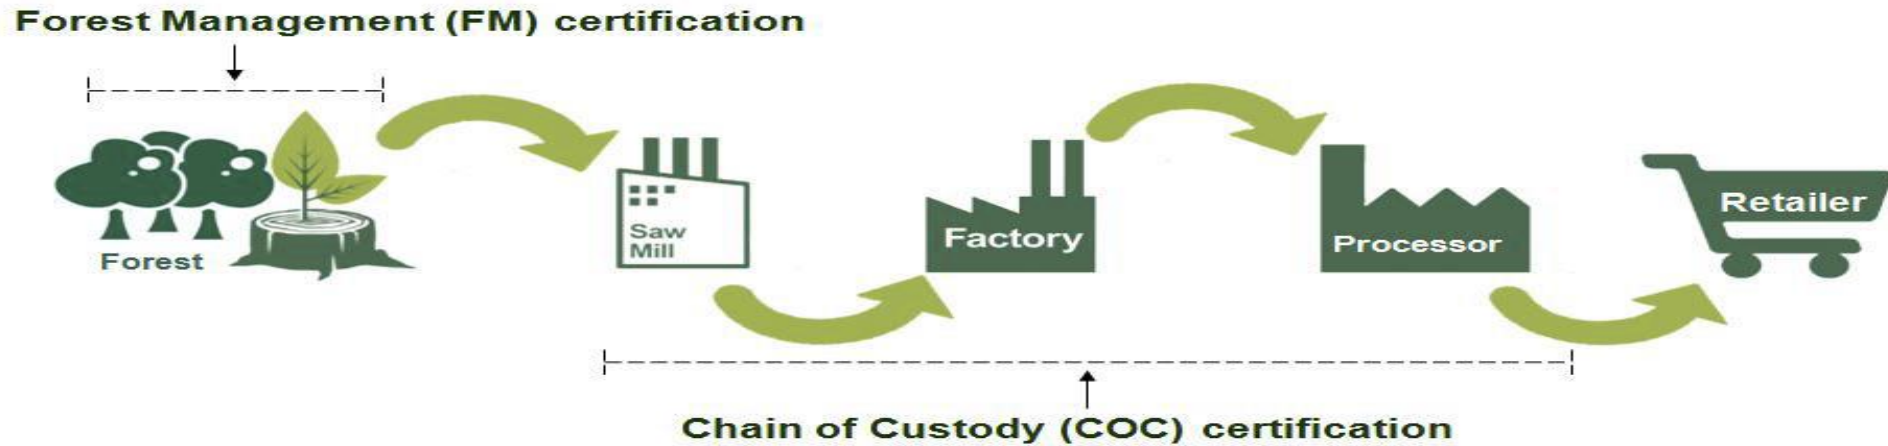 Forest Management (FM) certification
Forest
Saw
Mill
Factory
Processor
Retailer
Chain of Custody (COC) certification